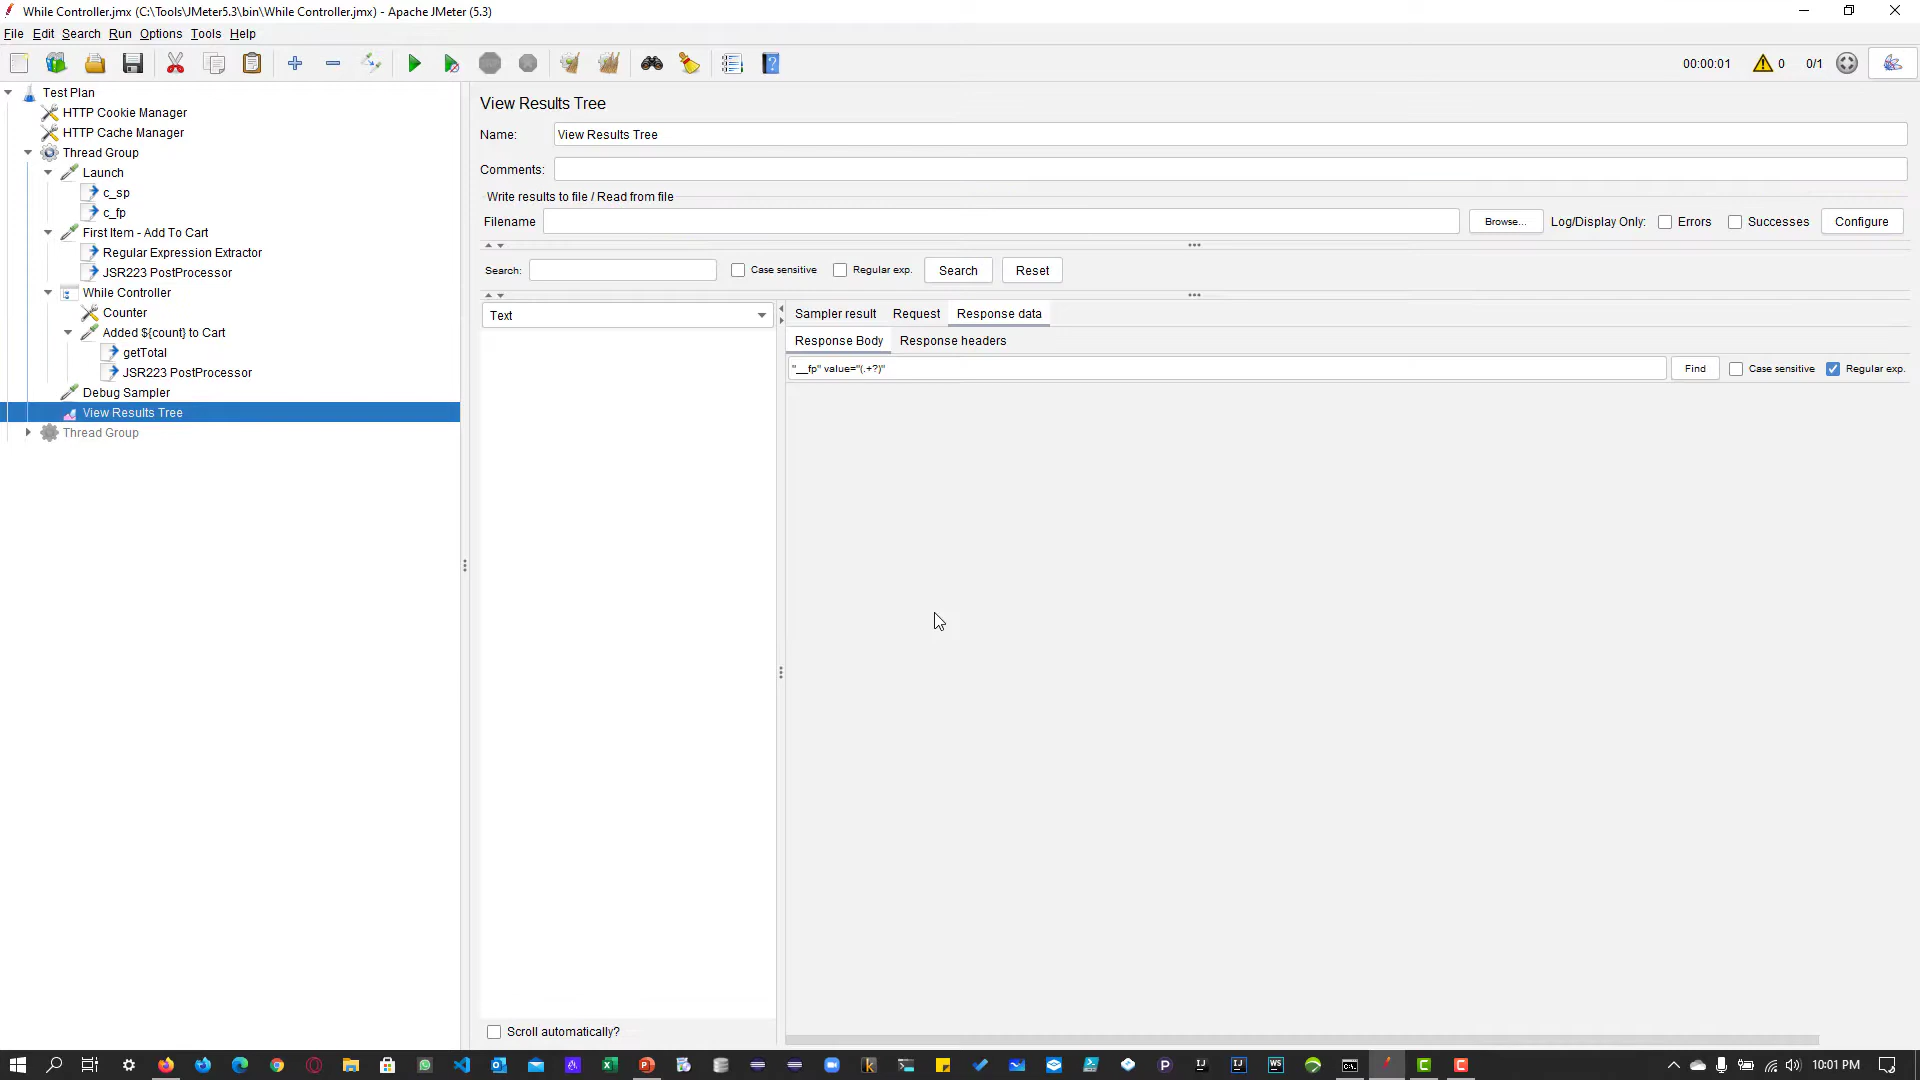 While Controller.jmx (C:\Tools\JMeter5.3\bin\While Controller.jmx) - Apache JMeter (5.3)
File Edit Search Run Options Tools Help
00:00:01 0 0/1
Test Plan
HTTP Cookie Manager
HTTP Cache Manager
Thread Group
Launch
c_sp
c_fp
First Item - Add To Cart
Regular Expression Extractor
JSR223 PostProcessor
While Controller
Counter
Added ${count} to Cart
getTotal
JSR223 PostProcessor
Debug Sampler
View Results Tree
Thread Group
View Results Tree
Name: View Results Tree
Comments:
Write results to file / Read from file
Filename Browse... Log/Display Only: Errors Successes Configure
Search: Case sensitive Regular exp. Search Reset
Text
Sampler result Request Response data
Response Body Response headers
"__fp" value="(.+?)" Find Case sensitive Regular exp.
Scroll automatically?
10:01 PM